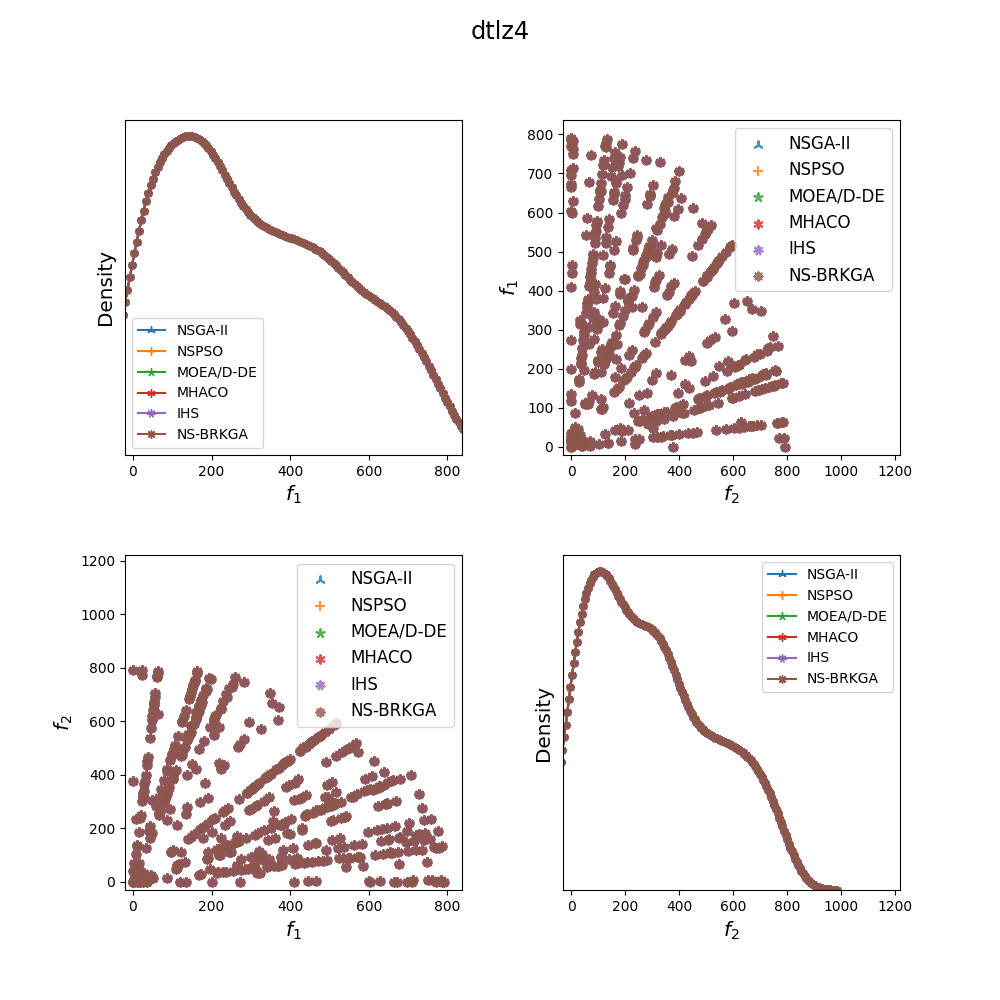 dtlz4
Density
NSGA-II
NSPSO
MOEA/D-DE
MHACO
IHS
NS-BRKGA
0 200 400 600 800
f1
f1
800
700
600
500
400
300
200
100
0
NSGA-II
NSPSO
MOEA/D-DE
MHACO
IHS
NS-BRKGA
0 200 400 600 800 1000 1200
f2
f2
1200
1000
800
600
400
200
0
NSGA-II
NSPSO
MOEA/D-DE
MHACO
IHS
NS-BRKGA
0 200 400 600 800
f1
Density
NSGA-II
NSPSO
MOEA/D-DE
MHACO
IHS
NS-BRKGA
0 200 400 600 800 1000 1200
f2